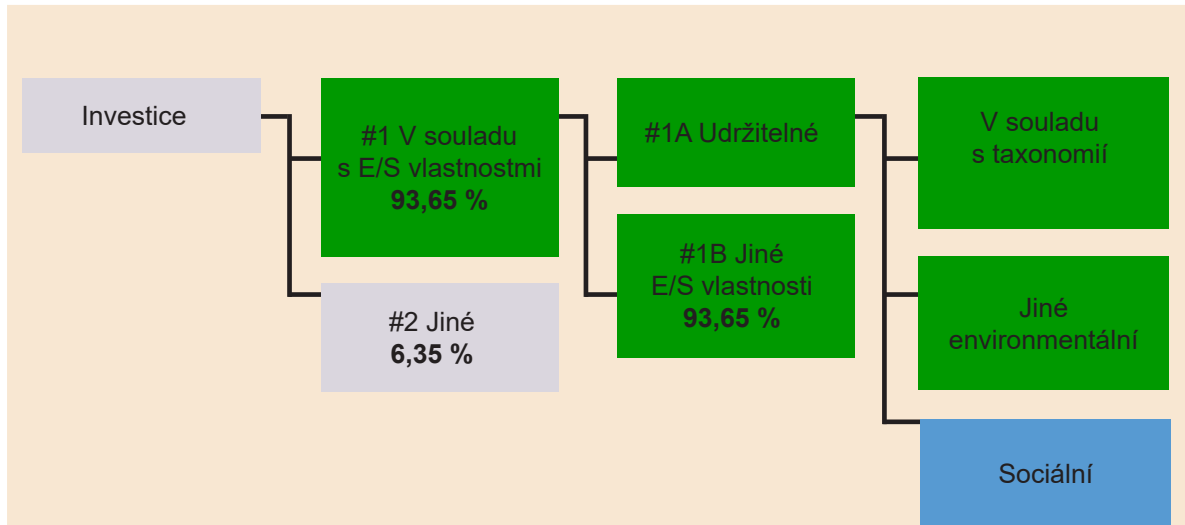 Investice
#1 V souladu
s E/S vlastnostmi
93,65 %
#2 Jiné
6,35 %
#1A Udržitelné
#1B Jiné
E/S vlastnosti
93,65 %
V souladu
s taxonomií
Jiné
environmentální
Sociální